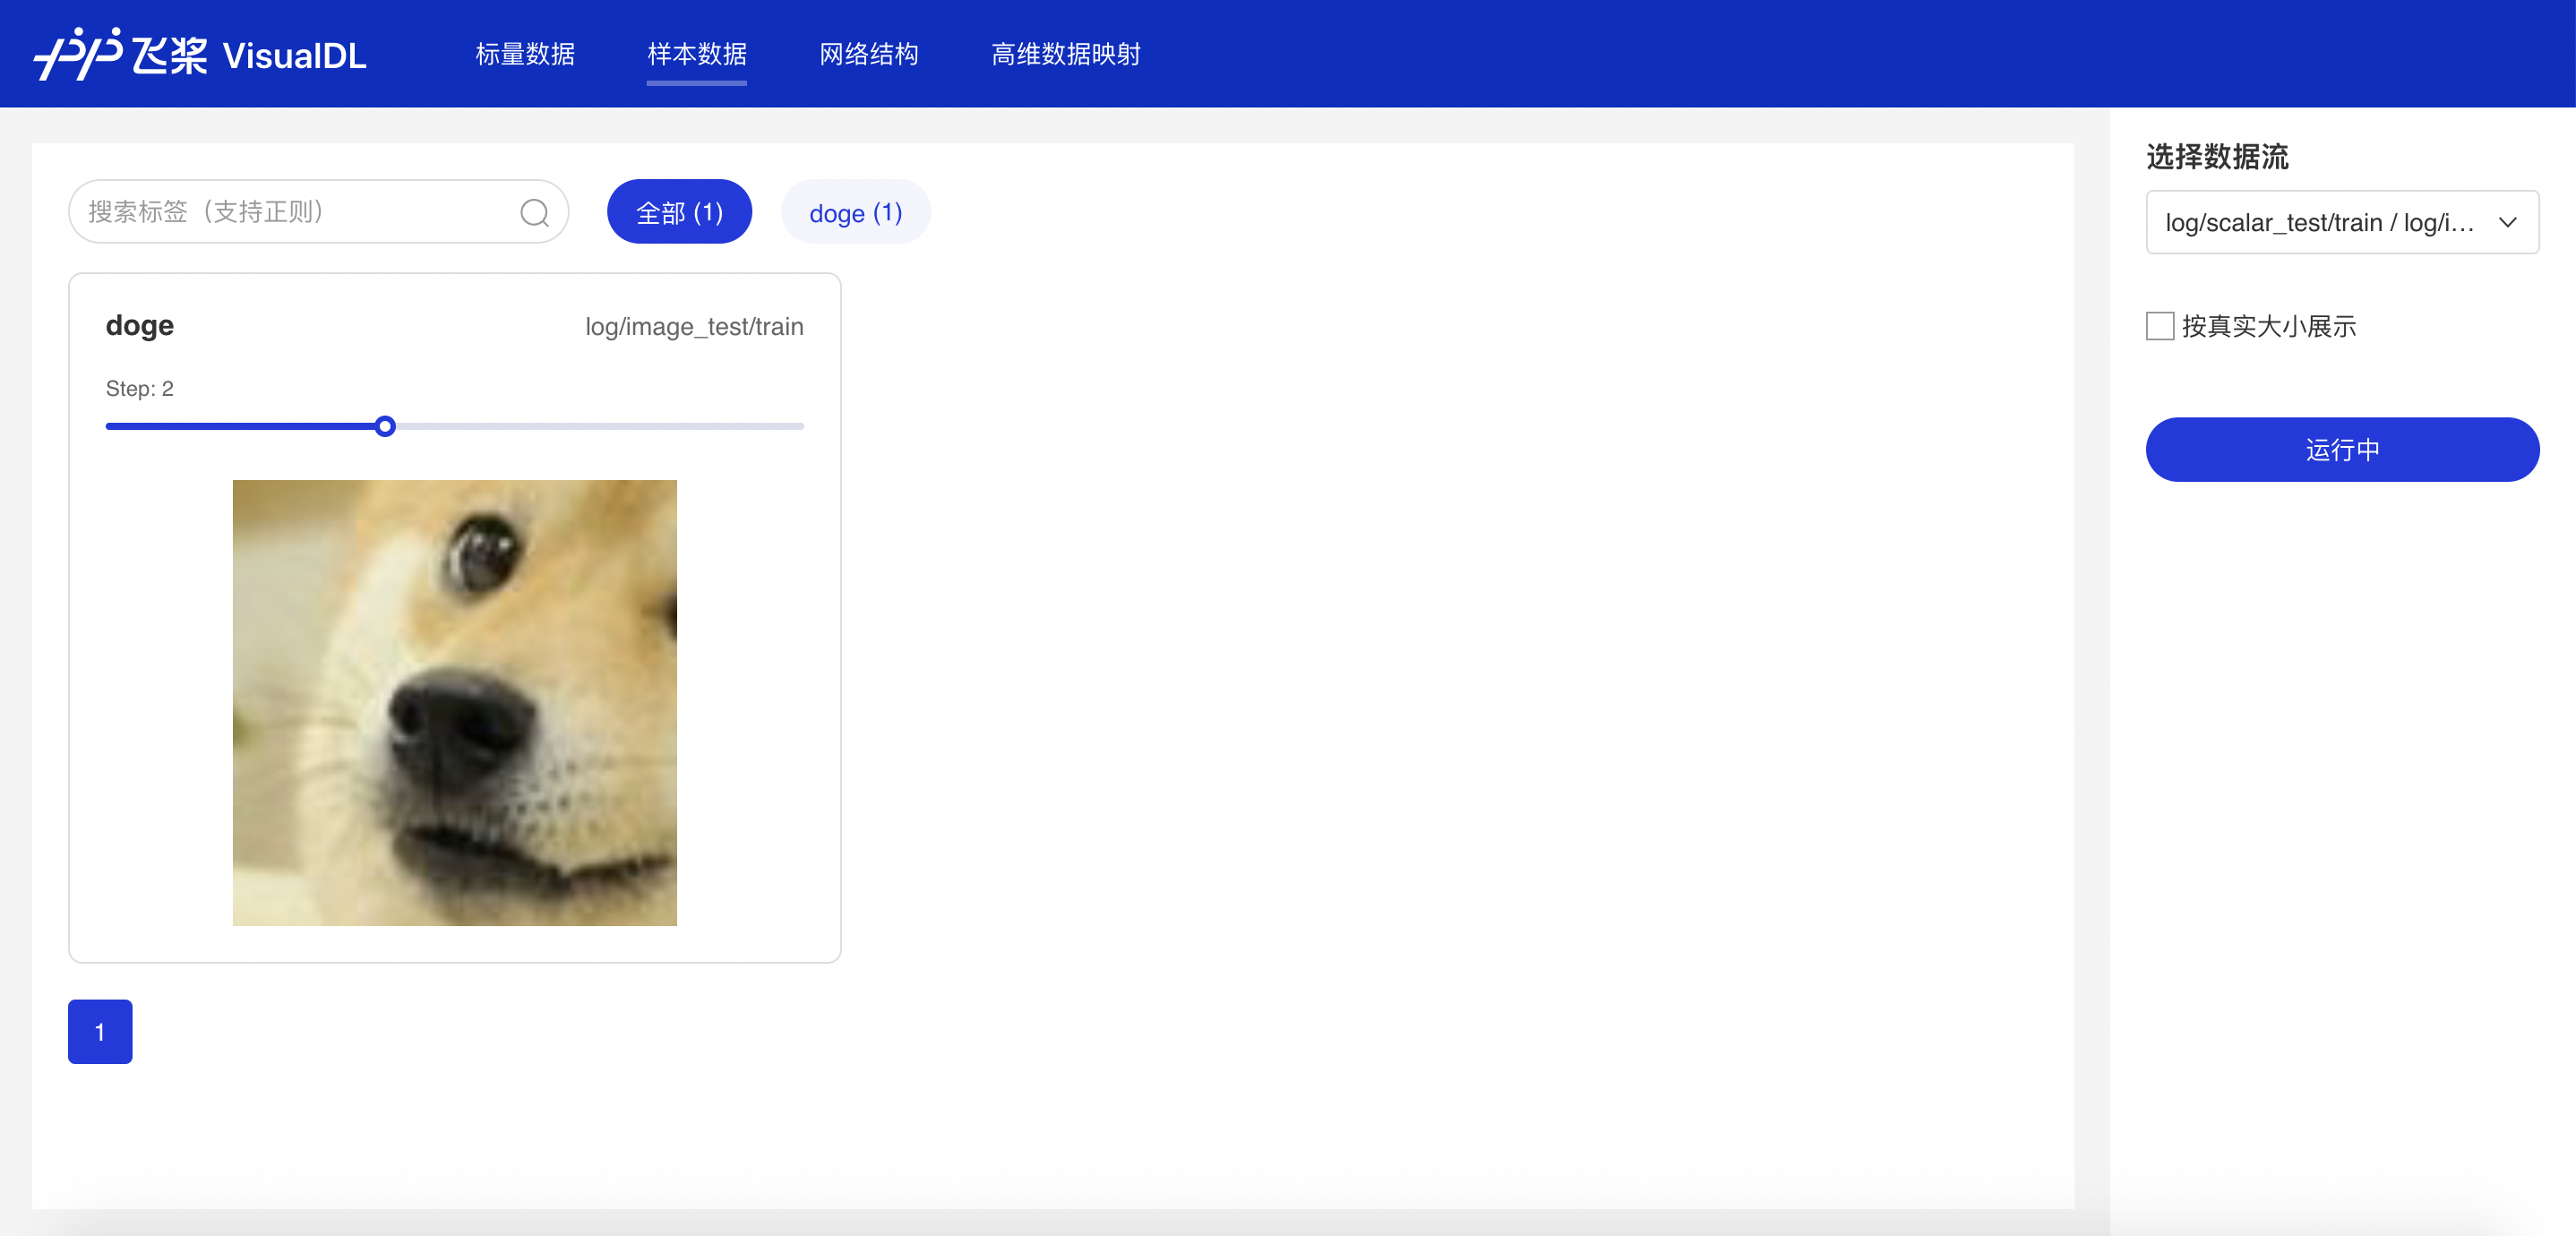 飞桨 VisualDL
标量数据
样本数据
网络结构
高维数据映射
搜索标签（支持正则）
全部 (1)
doge (1)
doge
log/image_test/train
Step: 2
1
选择数据流
log/scalar_test/train / log/i...
按真实大小展示
运行中